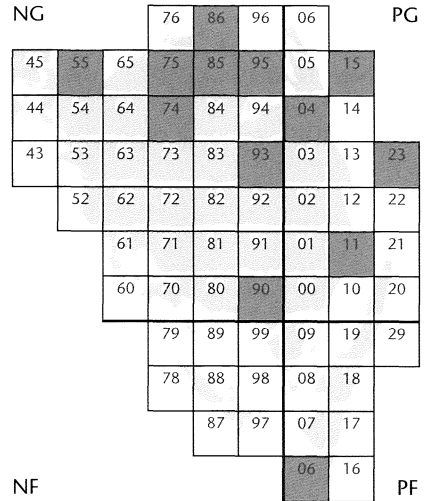 NG 76 86 96 06 PG
45 55 65 75 85 95 05 15
44 54 64 74 84 94 04 14
43 53 63 73 83 93 03 13 23
52 62 72 82 92 02 12 22
61 71 81 91 01 11 21
60 70 80 90 00 10 20
79 89 99 09 19 29
78 88 98 08 18
87 97 07 17
NF 06 16 PF